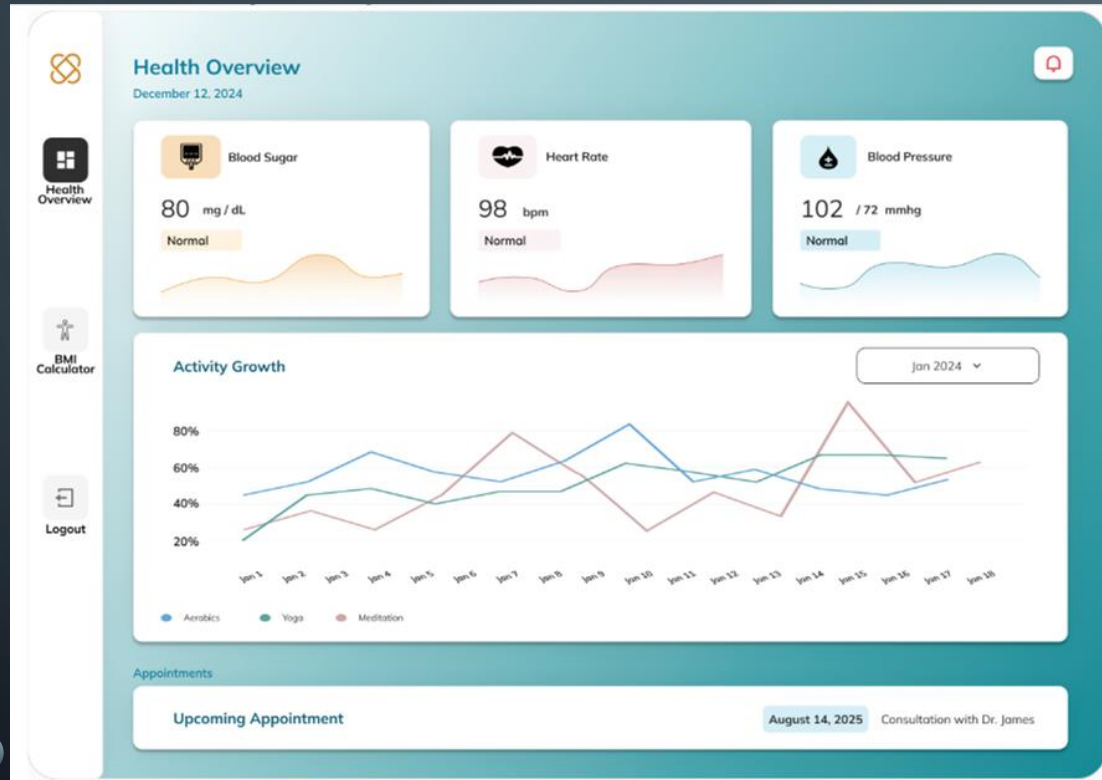 Health Overview
December 12, 2024
Health
Overview
BMI
Calculator
Logout
Blood Sugar
80 mg / dL
Normal
Heart Rate
98 bpm
Normal
Blood Pressure
102 / 72 mmhg
Normal
Activity Growth
Jan 2024
80%
60%
40%
20%
Jan 1 Jan 2 Jan 3 Jan 4 Jan 5 Jan 6 Jan 7 Jan 8 Jan 9 Jan 10 Jan 11 Jan 12 Jan 13 Jan 14 Jan 15 Jan 16 Jan 17 Jan 18
Aerobics Yoga Meditation
Appointments
Upcoming Appointment August 14, 2025 Consultation with Dr. James